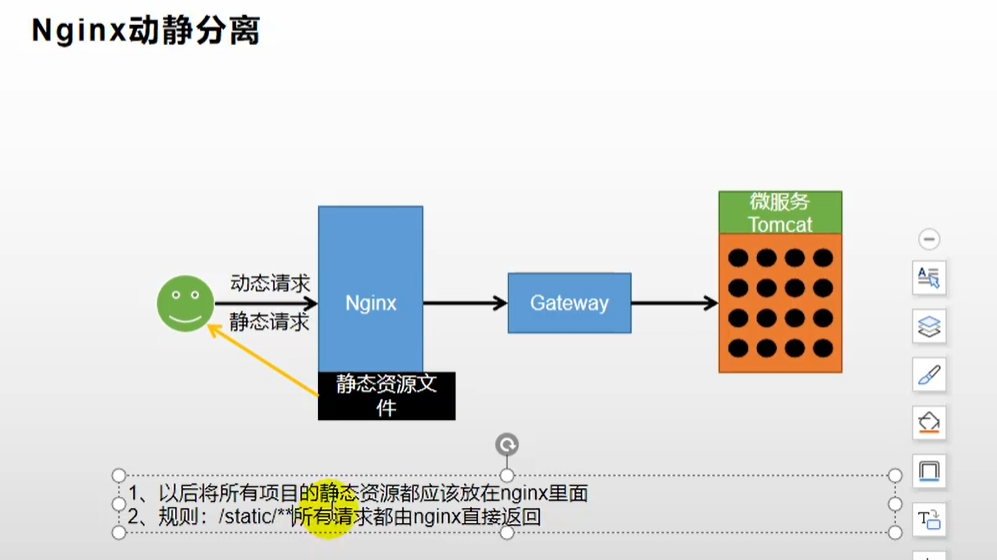 Nginx动静分离
微服务
Tomcat
动态请求
静态请求
Nginx
Gateway
静态资源文
件
1、以后将所有项目的静态资源都应该放在nginx里面
2、规则：/static/**所有请求都由nginx直接返回